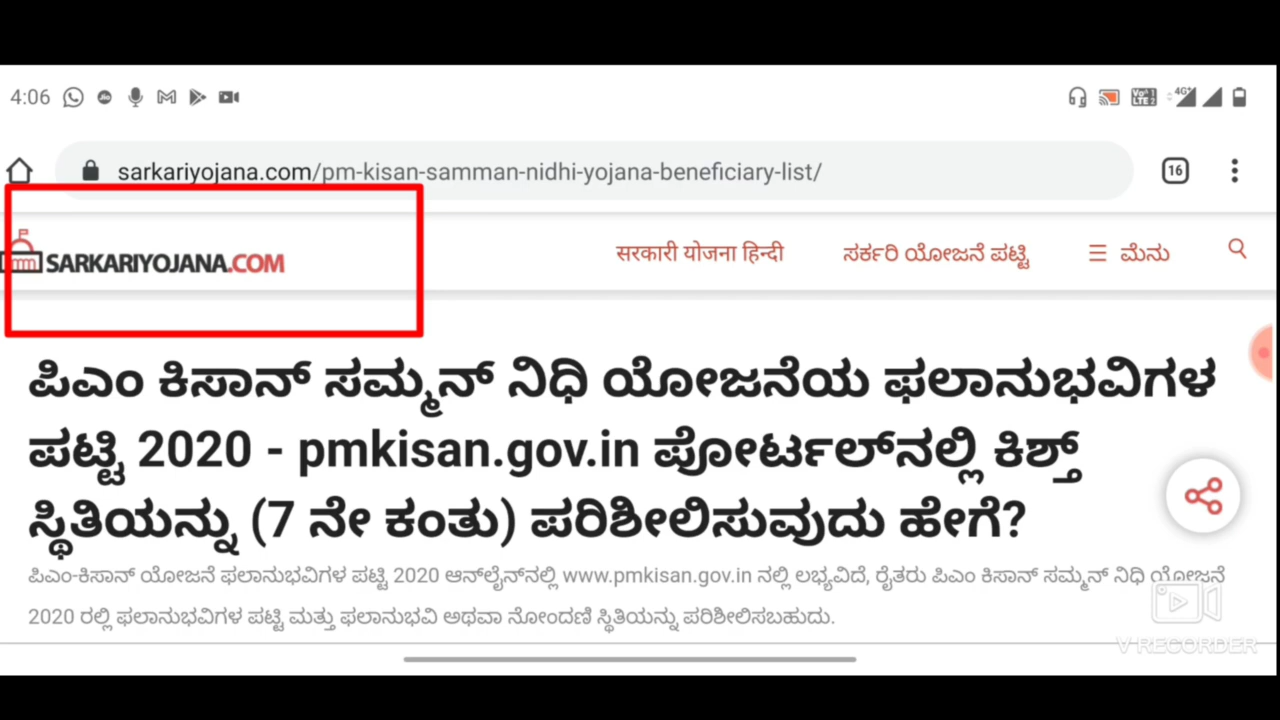 4:06
VoLTE 4G+
sarkariyojana.com/pm-kisan-samman-nidhi-yojana-beneficiary-list/
16
SARKARIYOJANA.COM
सरकारी योजना हिन्दी
ಸರ್ಕರಿ ಯೋಜನೆ ಪಟ್ಟಿ
ಮೆನು
ಪಿಎಂ ಕಿಸಾನ್ ಸಮ್ಮನ್ ನಿಧಿ ಯೋಜನೆಯ ಫಲಾನುಭವಿಗಳ
ಪಟ್ಟಿ 2020 - pmkisan.gov.in ಪೋರ್ಟಲ್‌ನಲ್ಲಿ ಕಿಶ್ತ್
ಸ್ಥಿತಿಯನ್ನು (7 ನೇ ಕಂತು) ಪರಿಶೀಲಿಸುವುದು ಹೇಗೆ?
ಪಿಎಂ-ಕಿಸಾನ್ ಯೋಜನೆ ಫಲಾನುಭವಿಗಳ ಪಟ್ಟಿ 2020 ಆನ್‌ಲೈನ್‌ನಲ್ಲಿ www.pmkisan.gov.in ನಲ್ಲಿ ಲಭ್ಯವಿದೆ, ರೈತರು ಪಿಎಂ ಕಿಸಾನ್ ಸಮ್ಮನ್ ನಿಧಿ ಯೋಜನೆ
2020 ರಲ್ಲಿ ಫಲಾನುಭವಿಗಳ ಪಟ್ಟಿ ಮತ್ತು ಫಲಾನುಭವಿ ಅಥವಾ ನೋಂದಣಿ ಸ್ಥಿತಿಯನ್ನು ಪರಿಶೀಲಿಸಬಹುದು.
V RECORDER